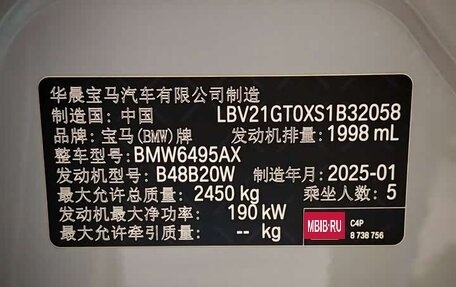 华晨宝马汽车有限公司制造
制造国: 中国 LBV21GT0XS1B32058
品牌: 宝马(BMW)牌 发动机排量: 1998 mL
整车型号: BMW6495AX
发动机型号: B48B20W 制造年月: 2025-01
最大允许总质量: 2450 kg 乘坐人数: 5
发动机最大净功率: 190 kW
最大允许牵引质量: -- kg
MBIB·RU
C4P
8 738 756